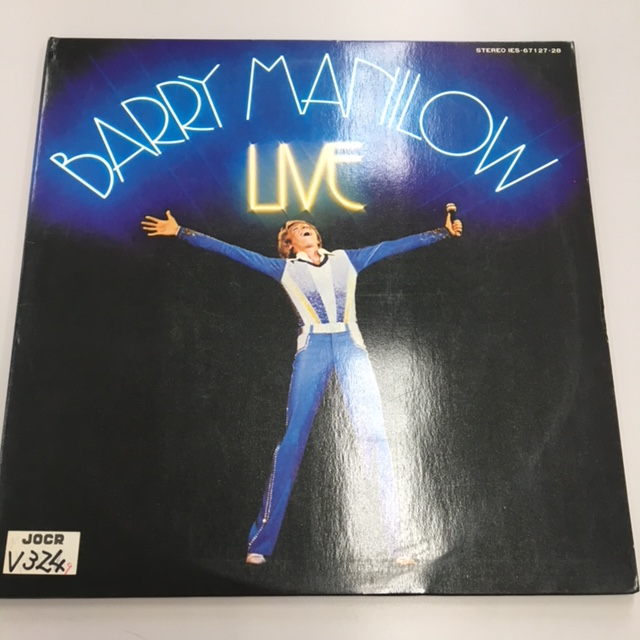 STEREO IES-67127·28
BARRY MANILOW
LIVE
JOCR
V324